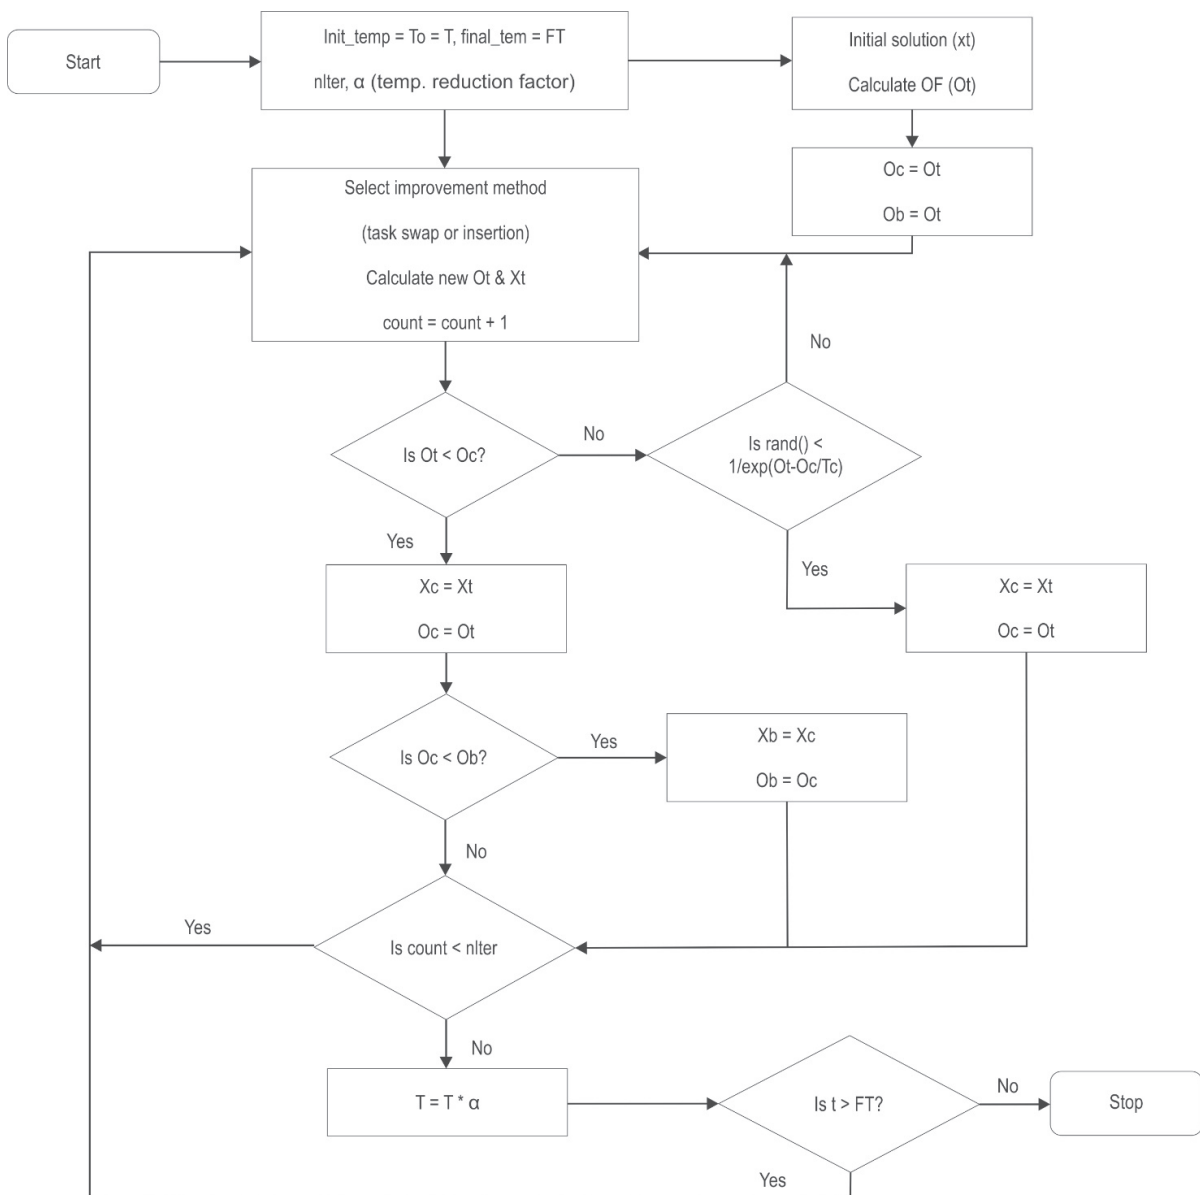 Start
Init_temp = To = T, final_tem = FT
nIter, α (temp. reduction factor)
Initial solution (xt)
Calculate OF (Ot)
Oc = Ot
Ob = Ot
Select improvement method
(task swap or insertion)
Calculate new Ot & Xt
count = count + 1
No
Is Ot < Oc?
No
Is rand() <
1/exp(Ot-Oc/Tc)
Yes
Yes
Xc = Xt
Oc = Ot
Xc = Xt
Oc = Ot
Is Oc < Ob?
Yes
Xb = Xc
Ob = Oc
No
Yes
Is count < nIter
No
T = T * α
Is t > FT?
No
Stop
Yes